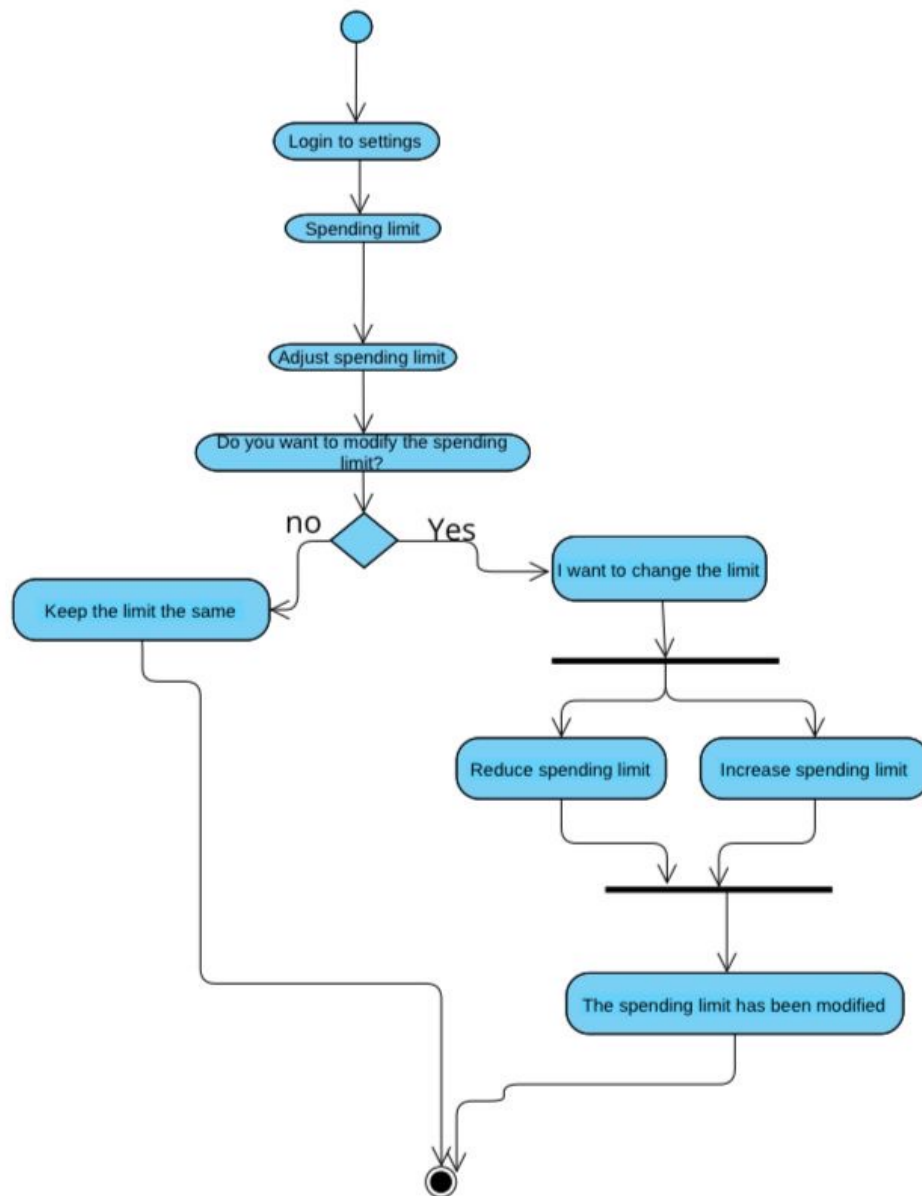 Login to settings
Spending limit
Adjust spending limit
Do you want to modify the spending
limit?
no
Yes
I want to change the limit
Keep the limit the same
Reduce spending limit
Increase spending limit
The spending limit has been modified